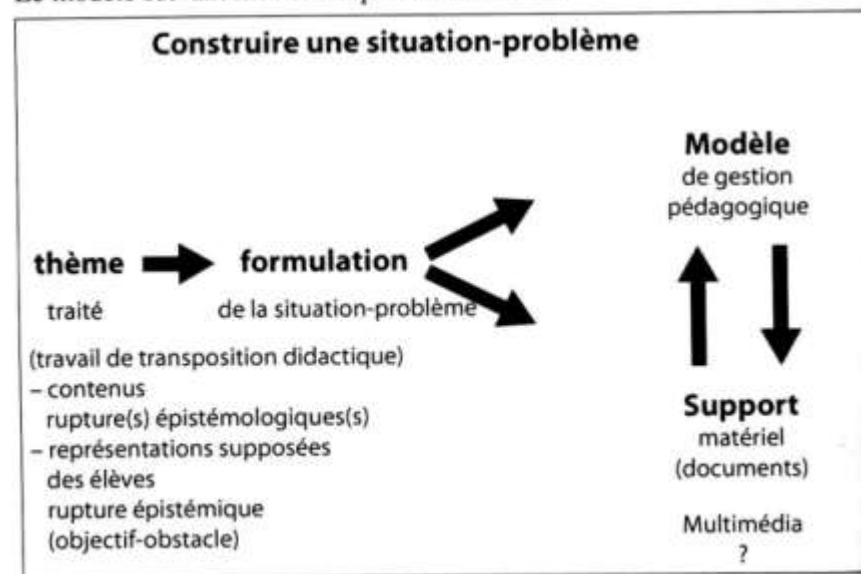 Construire une situation-problème
Modèle
de gestion
pédagogique
thème
formulation
traité
de la situation-problème
(travail de transposition didactique)
– contenus
rupture(s) épistémologiques(s)
– représentations supposées
des élèves
rupture épistémique
(objectif-obstacle)
Support
matériel
(documents)
Multimédia
?